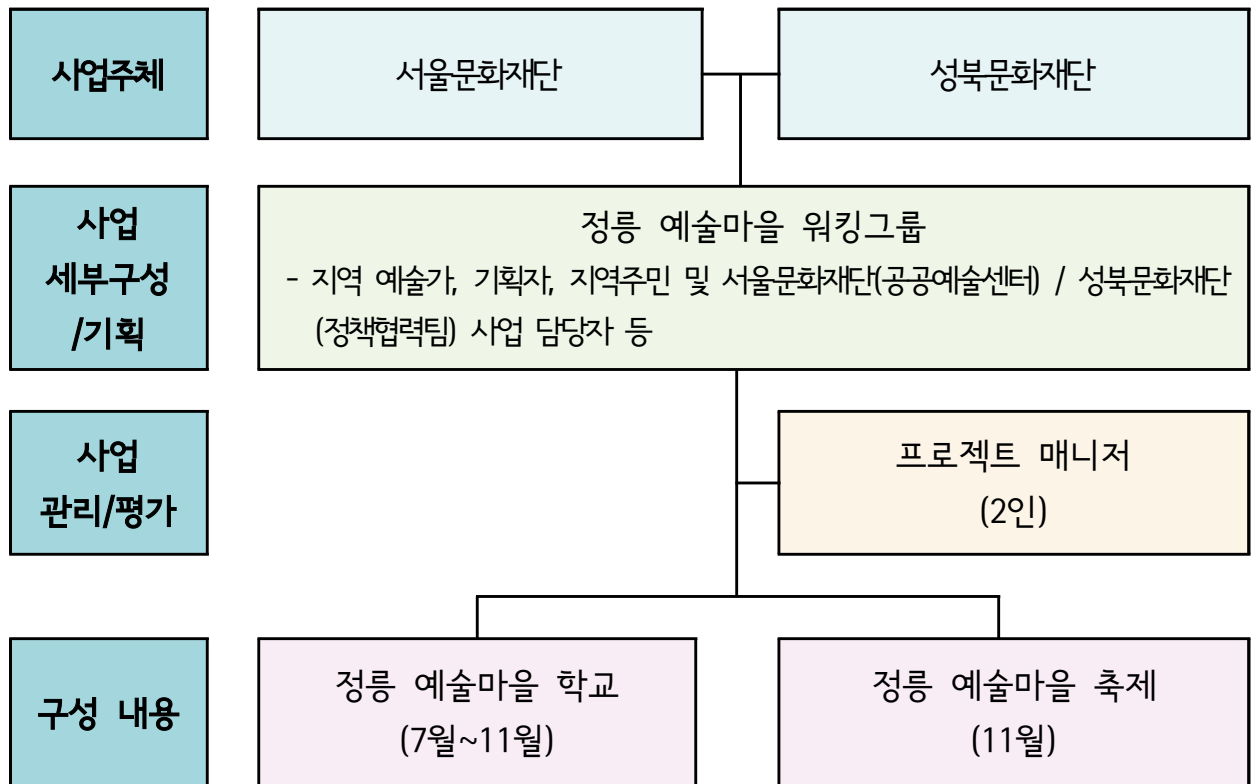 사업주체
서울문화재단
성북문화재단
사업
세부구성
/기획
정릉 예술마을 워킹그룹
- 지역 예술가, 기획자, 지역주민 및 서울문화재단(공공예술센터) / 성북문화재단
(정책협력팀) 사업 담당자 등
사업
관리/평가
프로젝트 매니저
(2인)
구성 내용
정릉 예술마을 학교
(7월~11월)
정릉 예술마을 축제
(11월)